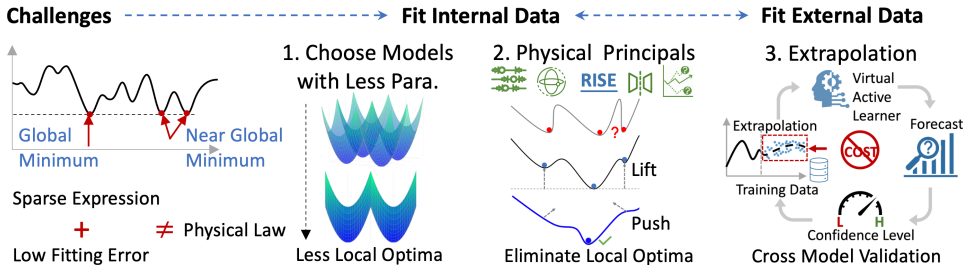 Challenges
Fit Internal Data
Fit External Data
Global
Minimum
Near Global
Minimum
Sparse Expression
+
≠ Physical Law
Low Fitting Error
1. Choose Models
with Less Para.
Less Local Optima
2. Physical Principals
RISE
?
?
?
Lift
Push
Eliminate Local Optima
3. Extrapolation
Virtual
Active
Learner
Extrapolation
COST
Forecast
?
Training Data
L
H
Confidence Level
Cross Model Validation